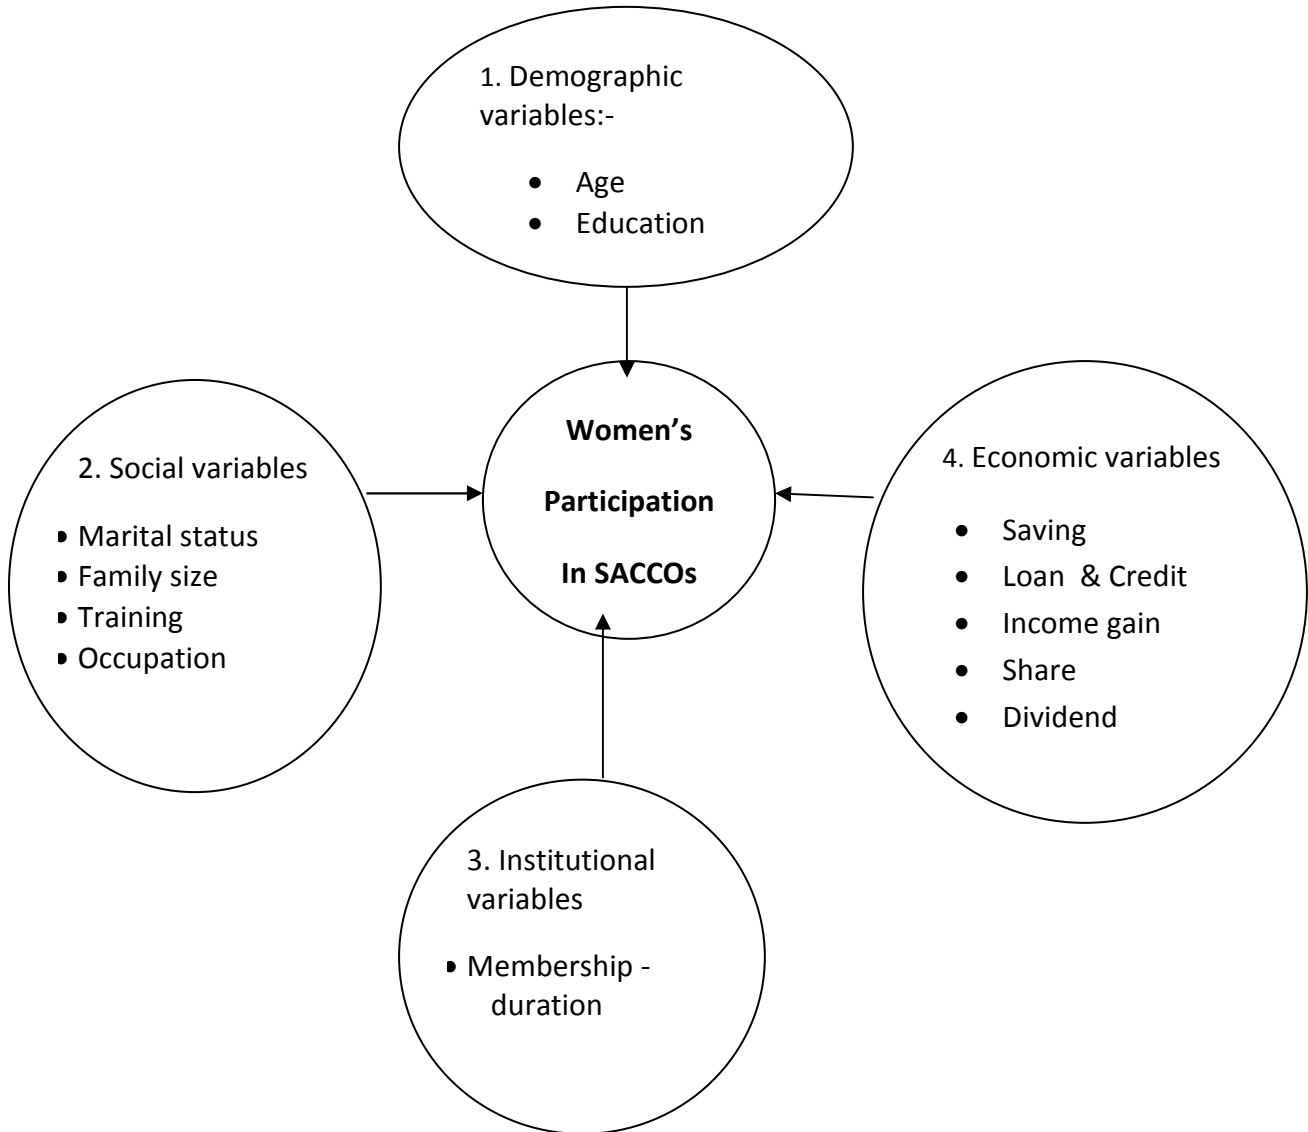 1. Demographic
variables:-
• Age
• Education
Women’s
Participation
In SACCOs
2. Social variables
• Marital status
• Family size
• Training
• Occupation
4. Economic variables
• Saving
• Loan & Credit
• Income gain
• Share
• Dividend
3. Institutional
variables
• Membership -
duration